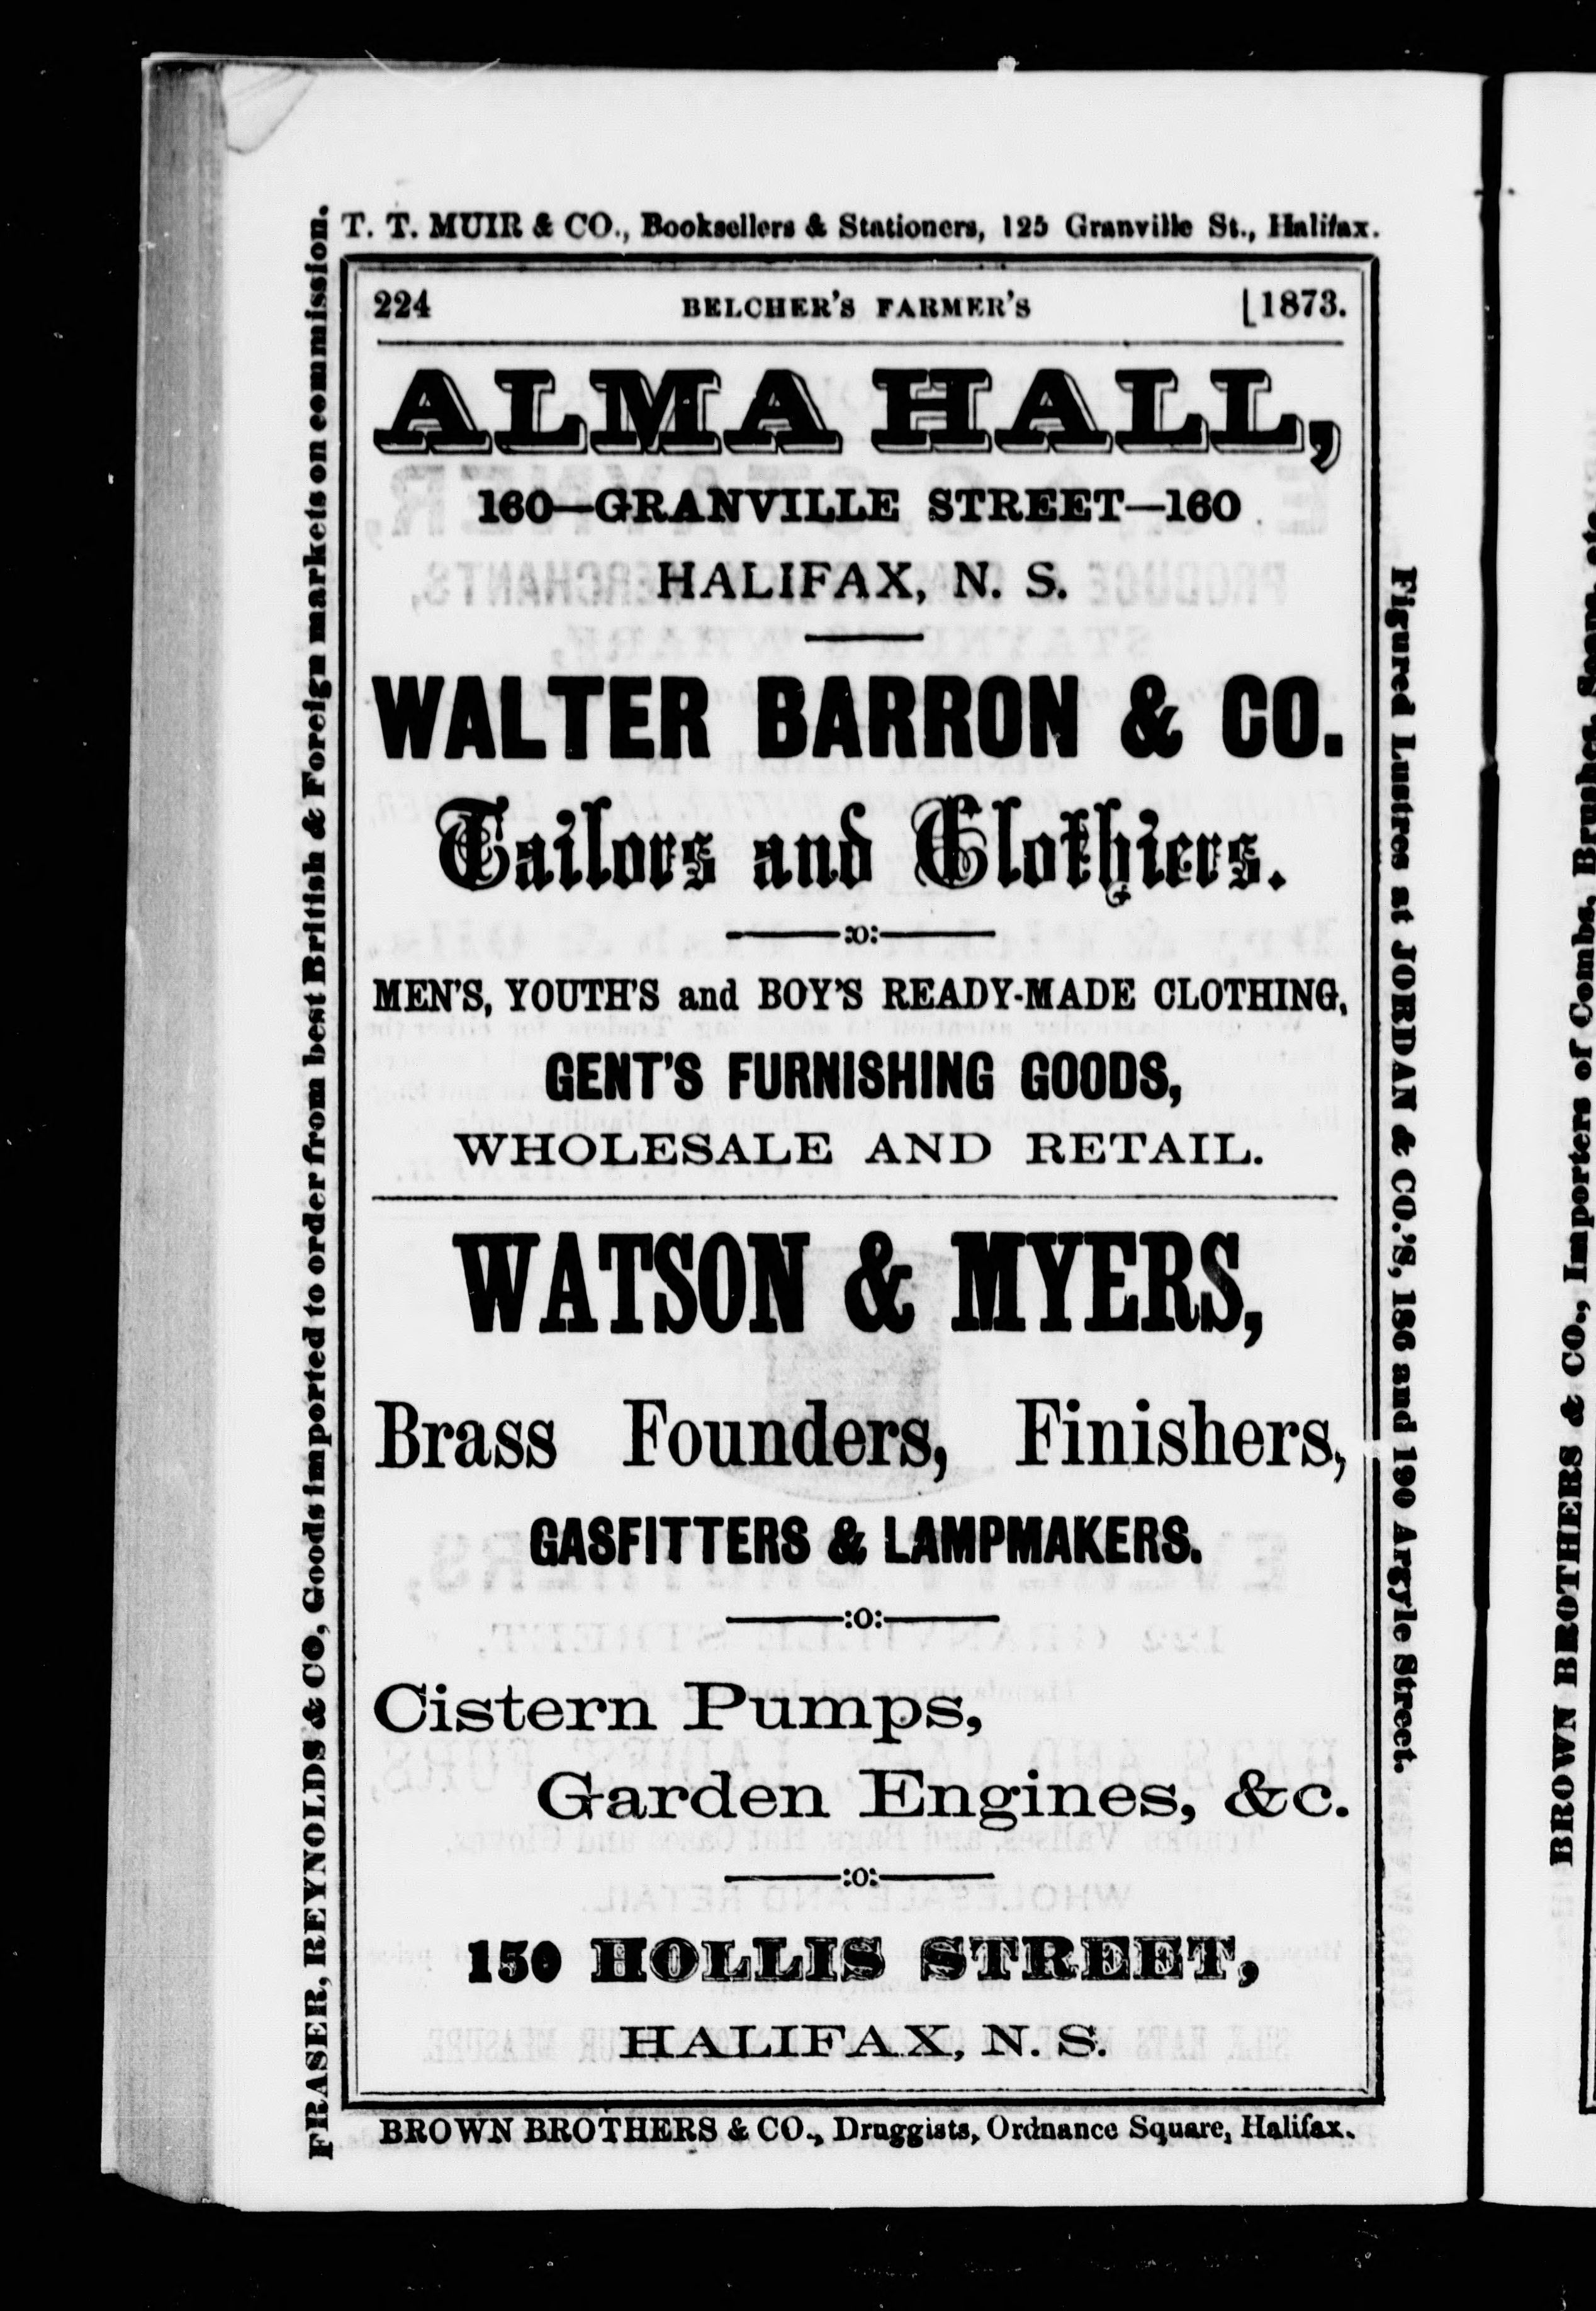 T. T. MUIR & CO., Booksellers & Stationers, 125 Granville St., Halifax.
224 BELCHER'S FARMER'S [1873.
ALMA HALL,
160—GRANVILLE STREET—160
HALIFAX, N. S.
WALTER BARRON & CO.
Tailors and Clothiers.
:o:
MEN'S, YOUTH'S and BOY'S READY-MADE CLOTHING,
GENT'S FURNISHING GOODS,
WHOLESALE AND RETAIL.
WATSON & MYERS,
Brass Founders, Finishers,
GASFITTERS & LAMPMAKERS.
:o:
Cistern Pumps,
Garden Engines, &c.
:o:
150 HOLLIS STREET,
HALIFAX, N. S.
BROWN BROTHERS & CO., Druggists, Ordnance Square, Halifax.
FRASER, REYNOLDS & CO, Goods imported to order from best British & Foreign markets on commission.
Figured Lustres at JORDAN & CO.'S, 186 and 190 Argyle Street.
BROWN BROTHERS & CO., Importers of Combs, Brushes, Soaps,